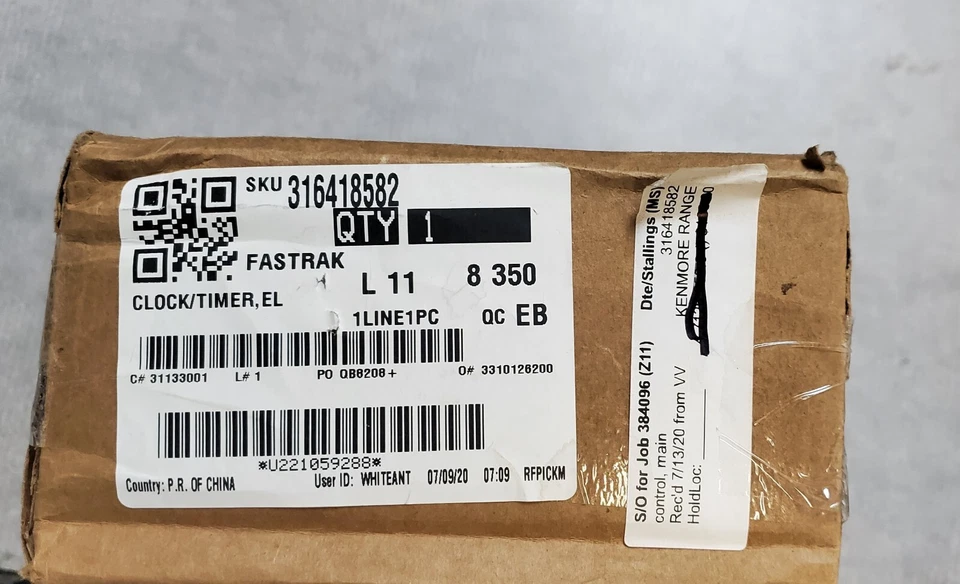 SKU 316418582
QTY 1
FASTRAK
L 11 8 350
CLOCK/TIMER,EL
1LINE1PC QC EB
C# 31133001 L# 1 PO QB8208+ O# 3310126200
*U221059288*
Country: P.R. OF CHINA User ID: WHITEANT 07/09/20 07:09 RFPICKM
S/O for Job 384096 (Z11) Dte/Stallings (MS)
control, main 316418582
Rec'd 7/13/20 from VV KENMORE RANGE
HoldLoc: